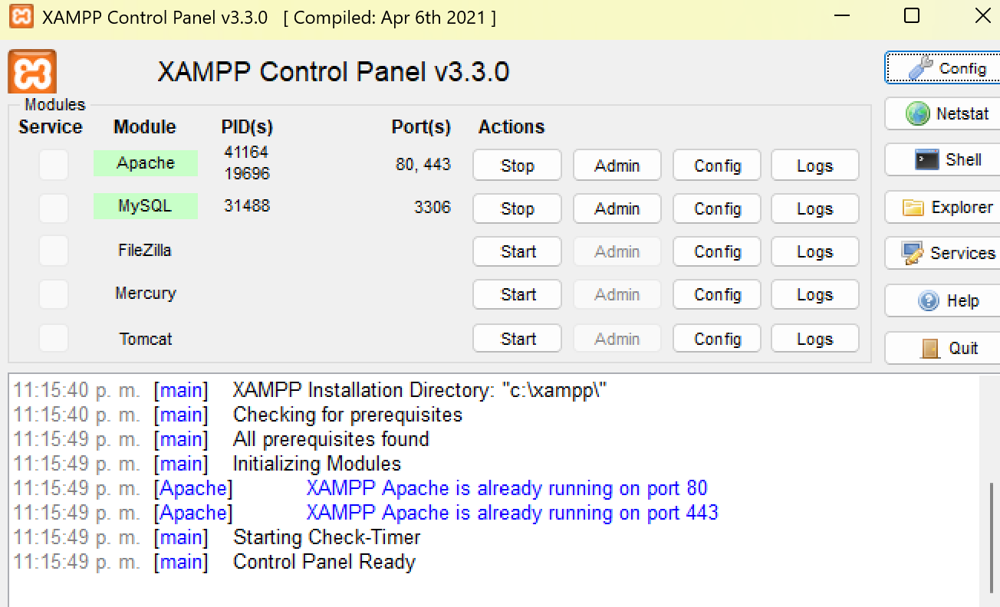 XAMPP Control Panel v3.3.0 [ Compiled: Apr 6th 2021 ]
XAMPP Control Panel v3.3.0
Config
Modules
Service Module PID(s) Port(s) Actions
Netstat
Apache 41164 19696 80, 443 Stop Admin Config Logs
Shell
MySQL 31488 3306 Stop Admin Config Logs
Explorer
FileZilla Start Admin Config Logs
Services
Mercury Start Admin Config Logs
Help
Tomcat Start Admin Config Logs
Quit
11:15:40 p. m. [main] XAMPP Installation Directory: "c:\xampp\"
11:15:40 p. m. [main] Checking for prerequisites
11:15:49 p. m. [main] All prerequisites found
11:15:49 p. m. [main] Initializing Modules
11:15:49 p. m. [Apache] XAMPP Apache is already running on port 80
11:15:49 p. m. [Apache] XAMPP Apache is already running on port 443
11:15:49 p. m. [main] Starting Check-Timer
11:15:49 p. m. [main] Control Panel Ready